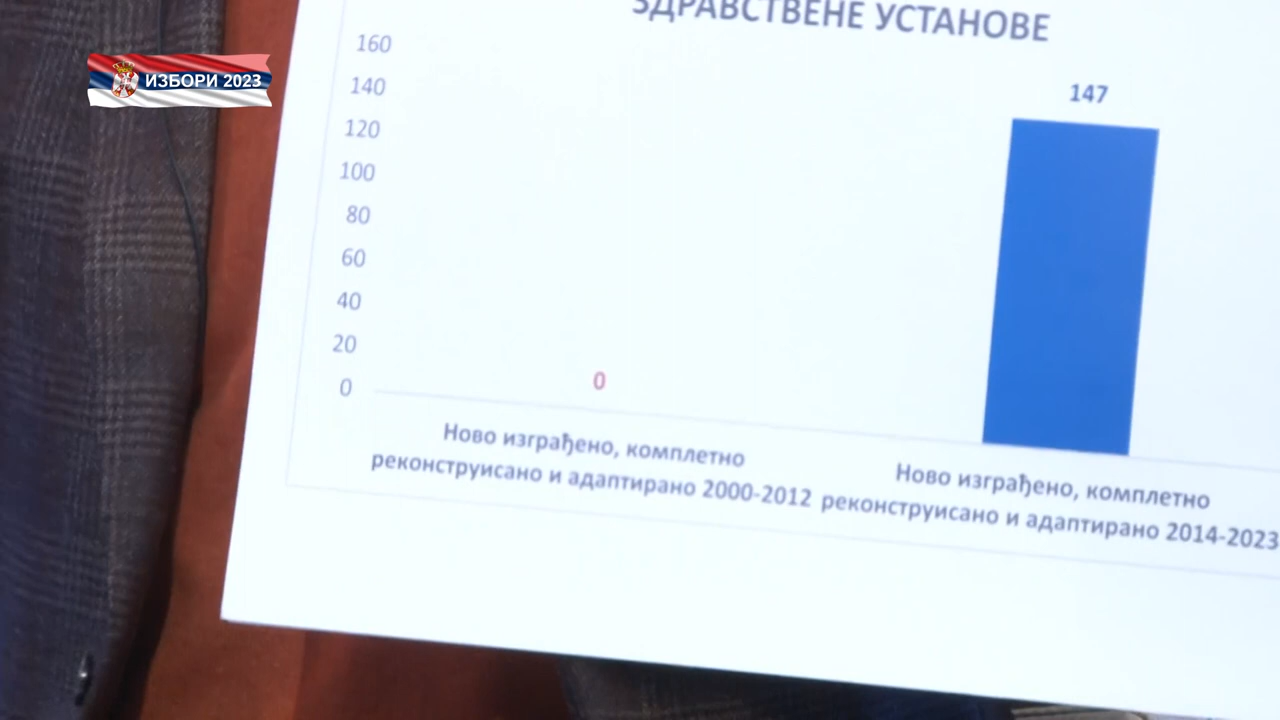 ИЗБОРИ 2023
ЗДРАВСТВЕНЕ УСТАНОВЕ
160
140
120
100
80
60
40
20
0
0
147
Ново изграђено, комплетно
реконструисано и адаптирано 2000-2012
Ново изграђено, комплетно
реконструисано и адаптирано 2014-2023